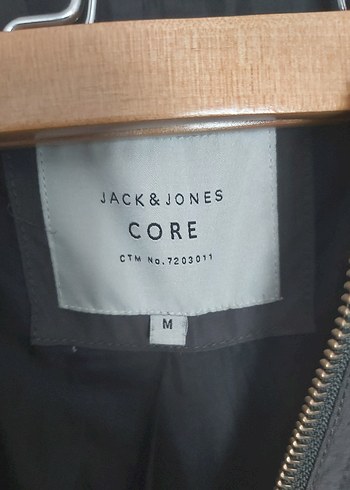 JACK&JONES
CORE
CTM No.7203011
M